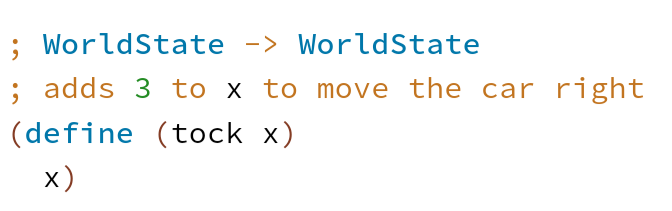 ; WorldState -> WorldState
; adds 3 to x to move the car right
(define (tock x)
  x)